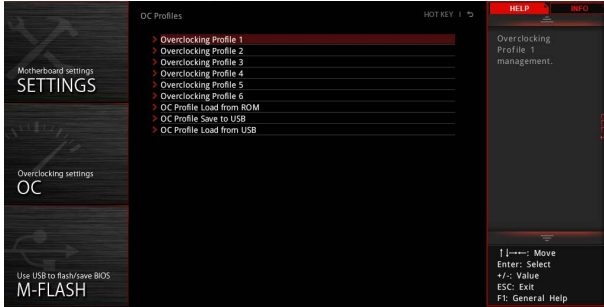 OC Profiles
HOT KEY |
HELP
INFO
Overclocking Profile 1
Overclocking Profile 2
Overclocking Profile 3
Overclocking Profile 4
Overclocking Profile 5
Overclocking Profile 6
OC Profile Load from ROM
OC Profile Save to USB
OC Profile Load from USB
Motherboard settings
SETTINGS
Overclocking settings
OC
Use USB to flash/save BIOS
M-FLASH
Overclocking
Profile 1
management.
↑↓→←: Move
Enter: Select
+/-: Value
ESC: Exit
F1: General Help